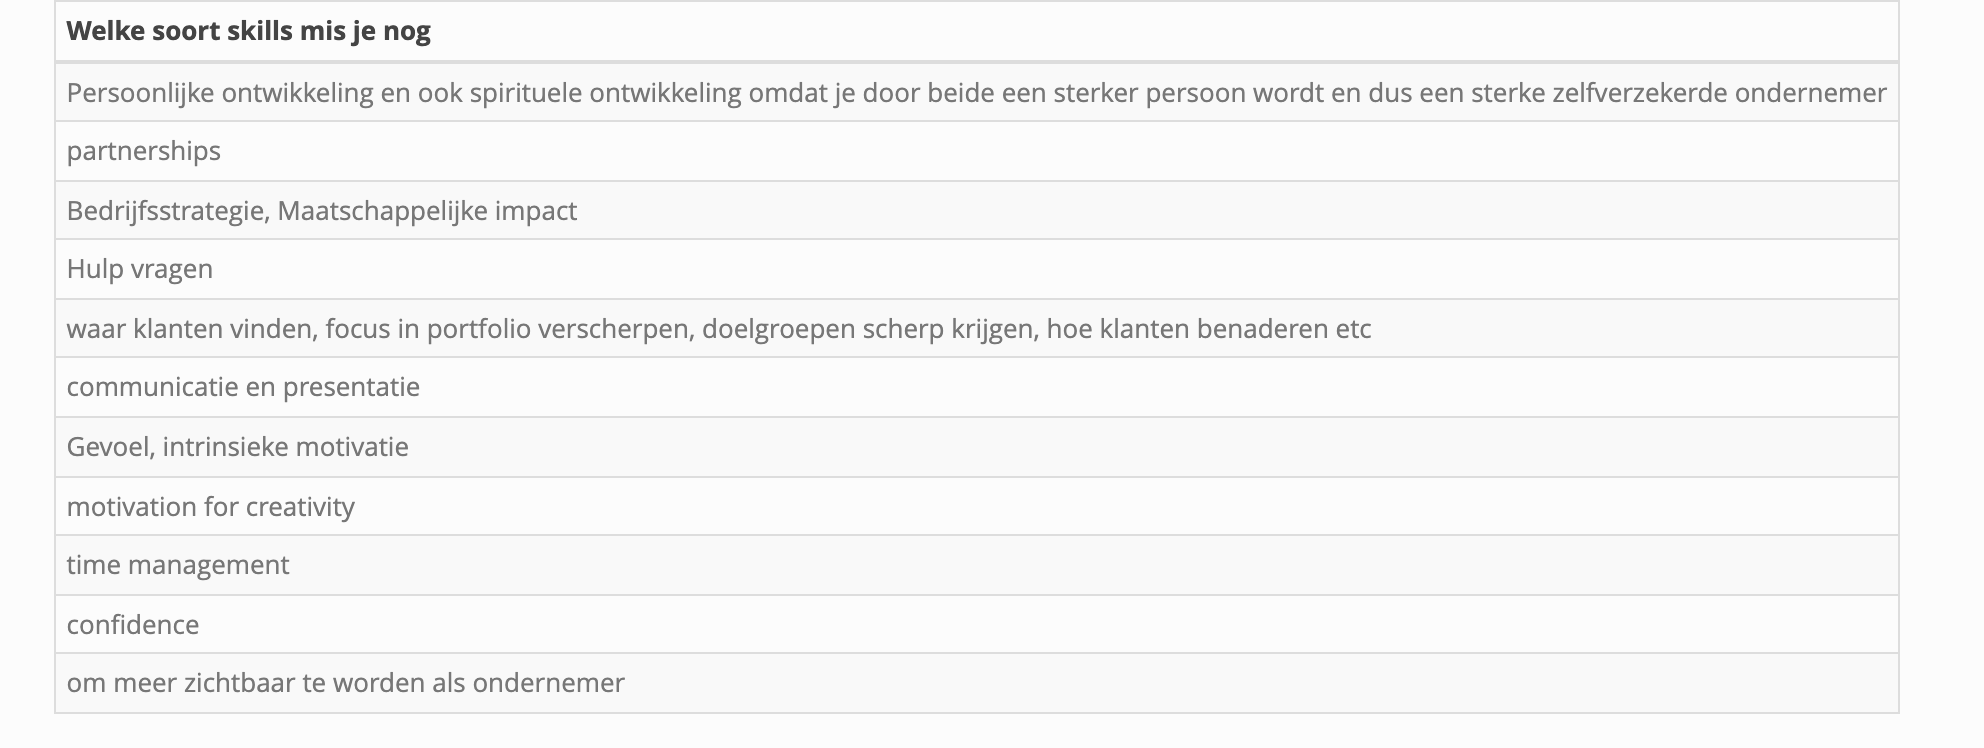 Welke soort skills mis je nog
Persoonlijke ontwikkeling en ook spirituele ontwikkeling omdat je door beide een sterker persoon wordt en dus een sterke zelfverzekerde ondernemer
partnerships
Bedrijfsstrategie, Maatschappelijke impact
Hulp vragen
waar klanten vinden, focus in portfolio verscherpen, doelgroepen scherp krijgen, hoe klanten benaderen etc
communicatie en presentatie
Gevoel, intrinsieke motivatie
motivation for creativity
time management
confidence
om meer zichtbaar te worden als ondernemer